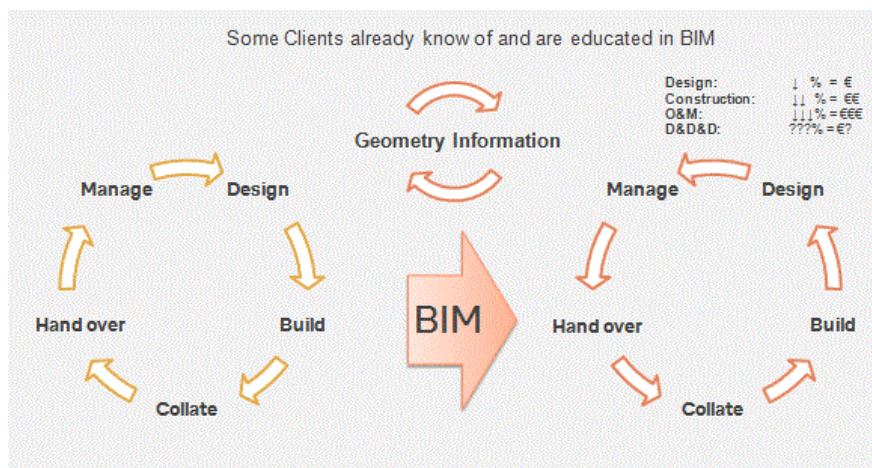 Some Clients already know of and are educated in BIM
Design: ↓ % = €
Construction: ↓↓ % = €€
O&M: ↓↓↓% = €€€
D&D&D: ???% = €?
Geometry Information
Manage Design
Manage Design
Hand over Build
BIM
Hand over Build
Collate
Collate